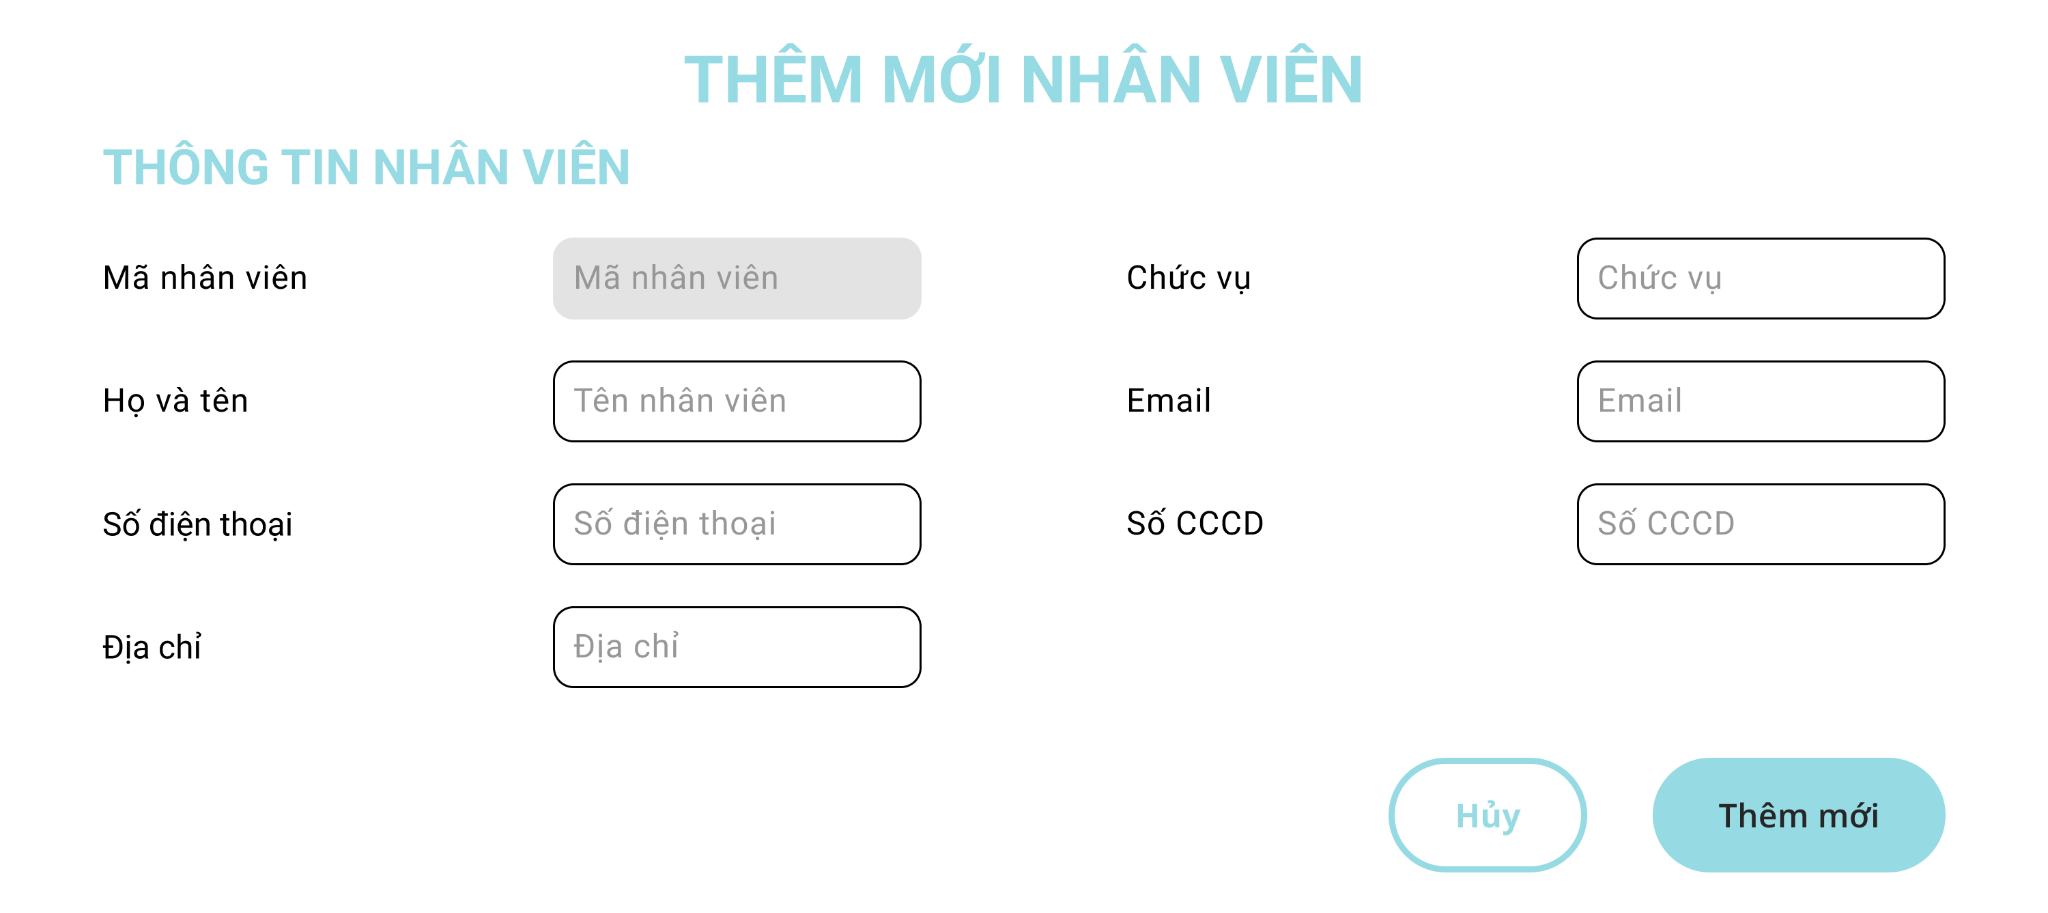 THÊM MỚI NHÂN VIÊN
THÔNG TIN NHÂN VIÊN
Mã nhân viên
Mã nhân viên
Chức vụ
Chức vụ
Họ và tên
Tên nhân viên
Email
Email
Số điện thoại
Số điện thoại
Số CCCD
Số CCCD
Địa chỉ
Địa chỉ
Hủy
Thêm mới